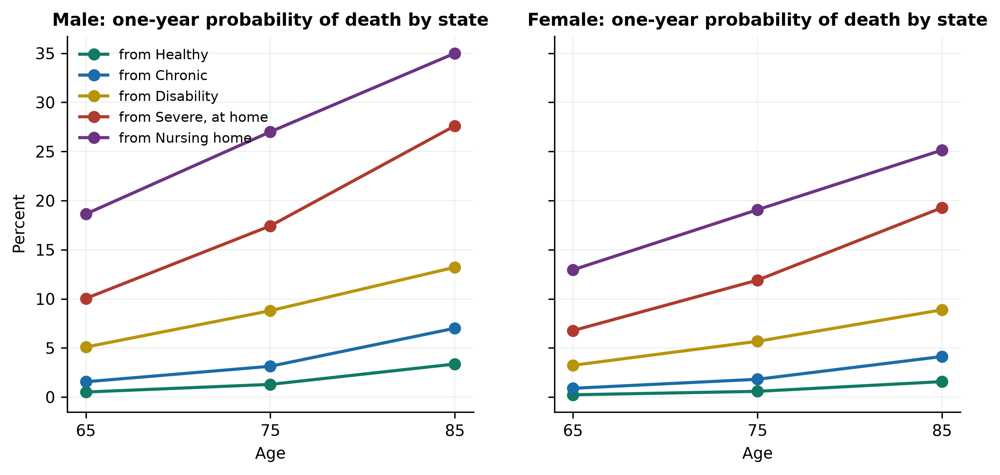 Male: one-year probability of death by state
Female: one-year probability of death by state
from Healthy
from Chronic
from Disability
from Severe, at home
from Nursing home
Percent
35
30
25
20
15
10
5
0
65
75
85
Age
65
75
85
Age